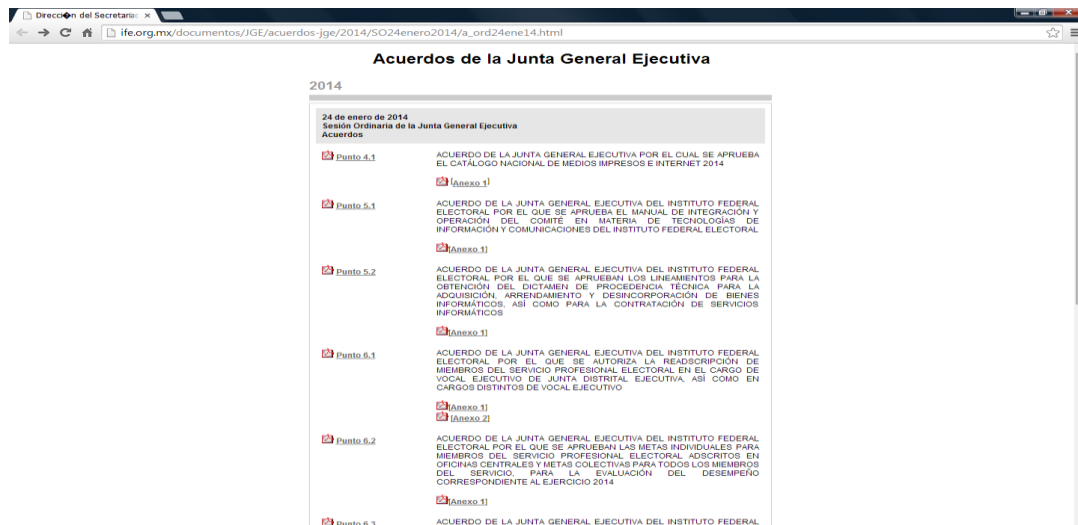 Direcci�n del Secretaria
ife.org.mx/documentos/JGE/acuerdos-jge/2014/SO24enero2014/a_ord24ene14.html
Acuerdos de la Junta General Ejecutiva
2014
24 de enero de 2014
Sesión Ordinaria de la Junta General Ejecutiva
Acuerdos
Punto 4.1
ACUERDO DE LA JUNTA GENERAL EJECUTIVA POR EL CUAL SE APRUEBA
EL CATÁLOGO NACIONAL DE MEDIOS IMPRESOS E INTERNET 2014
[Anexo 1]
Punto 5.1
ACUERDO DE LA JUNTA GENERAL EJECUTIVA DEL INSTITUTO FEDERAL
ELECTORAL POR EL QUE SE APRUEBA EL MANUAL DE INTEGRACIÓN Y
OPERACIÓN DEL COMITÉ EN MATERIA DE TECNOLOGÍAS DE
INFORMACIÓN Y COMUNICACIONES DEL INSTITUTO FEDERAL ELECTORAL
[Anexo 1]
Punto 5.2
ACUERDO DE LA JUNTA GENERAL EJECUTIVA DEL INSTITUTO FEDERAL
ELECTORAL POR EL QUE SE APRUEBAN LOS LINEAMIENTOS PARA LA
OBTENCIÓN DEL DICTAMEN DE PROCEDENCIA TÉCNICA PARA LA
ADQUISICIÓN, ARRENDAMIENTO Y DESINCORPORACIÓN DE BIENES
INFORMÁTICOS, ASÍ COMO PARA LA CONTRATACIÓN DE SERVICIOS
INFORMÁTICOS
[Anexo 1]
Punto 6.1
ACUERDO DE LA JUNTA GENERAL EJECUTIVA DEL INSTITUTO FEDERAL
ELECTORAL POR EL QUE SE AUTORIZA LA READSCRIPCIÓN DE
MIEMBROS DEL SERVICIO PROFESIONAL ELECTORAL EN EL CARGO DE
VOCAL EJECUTIVO DE JUNTA DISTRITAL EJECUTIVA, ASÍ COMO EN
CARGOS DISTINTOS DE VOCAL EJECUTIVO
[Anexo 1]
[Anexo 2]
Punto 6.2
ACUERDO DE LA JUNTA GENERAL EJECUTIVA DEL INSTITUTO FEDERAL
ELECTORAL POR EL QUE SE APRUEBAN LAS METAS INDIVIDUALES PARA
MIEMBROS DEL SERVICIO PROFESIONAL ELECTORAL ADSCRITOS EN
OFICINAS CENTRALES Y METAS COLECTIVAS PARA TODOS LOS MIEMBROS
DEL SERVICIO, PARA LA EVALUACIÓN DEL DESEMPEÑO
CORRESPONDIENTE AL EJERCICIO 2014
[Anexo 1]
Punto 6.3
ACUERDO DE LA JUNTA GENERAL EJECUTIVA DEL INSTITUTO FEDERAL